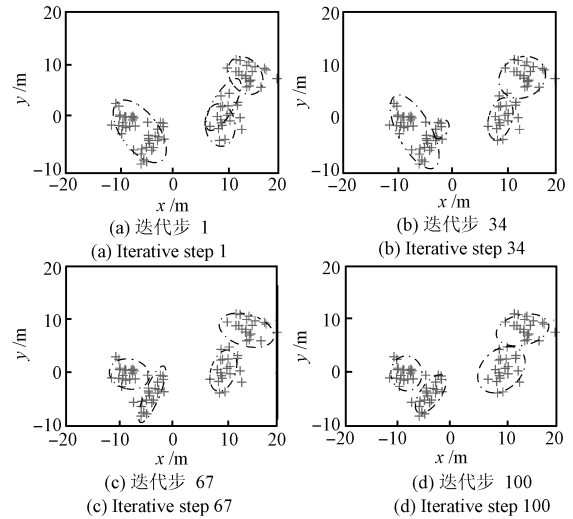 20
20
y /m
10
y /m
10
0
0
−10
−10
−20
−10
0
10
20
−20
−10
0
10
20
x /m
x /m
(a) 迭代步 1
(b) 迭代步 34
(a) Iterative step 1
(b) Iterative step 34
20
20
y /m
10
y /m
10
0
0
−10
−10
−20
−10
0
10
20
−20
−10
0
10
20
x /m
x /m
(c) 迭代步 67
(d) 迭代步 100
(c) Iterative step 67
(d) Iterative step 100